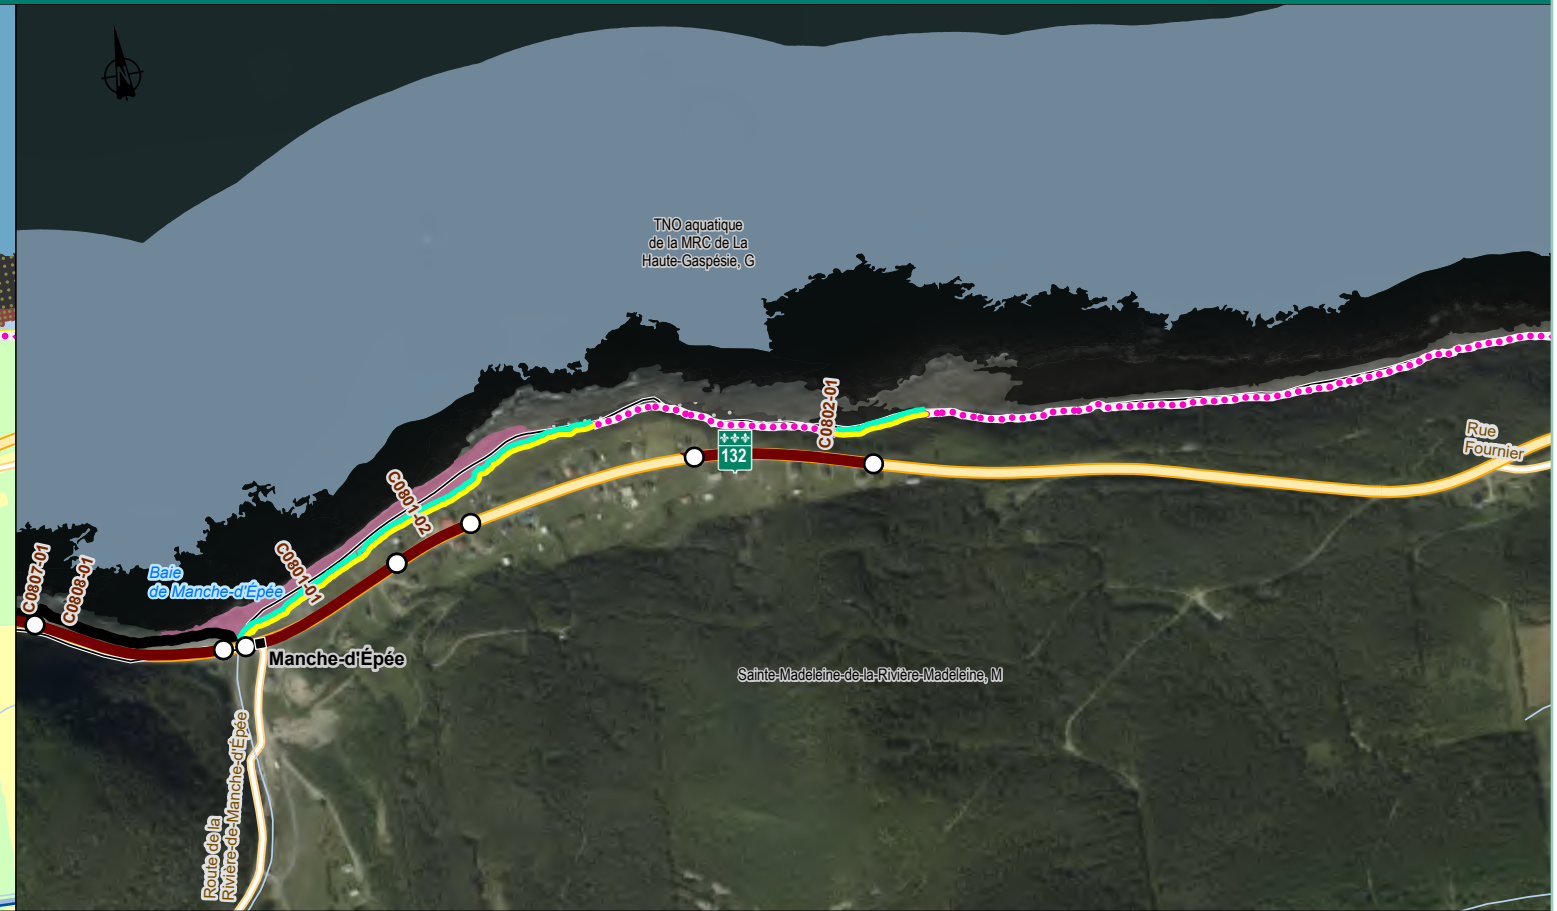 N
TNO aquatique
de la MRC de La
Haute-Gaspésie, G
C0802-01
132
Rue
Fournier
C0801-02
C0801-01
C0807-01
C0808-01
Baie
de Manche-d'Épée
Manche-d'Épée
Sainte-Madeleine-de-la-Rivière-Madeleine, M
Route de la
Rivière-de-Manche-d'Épée